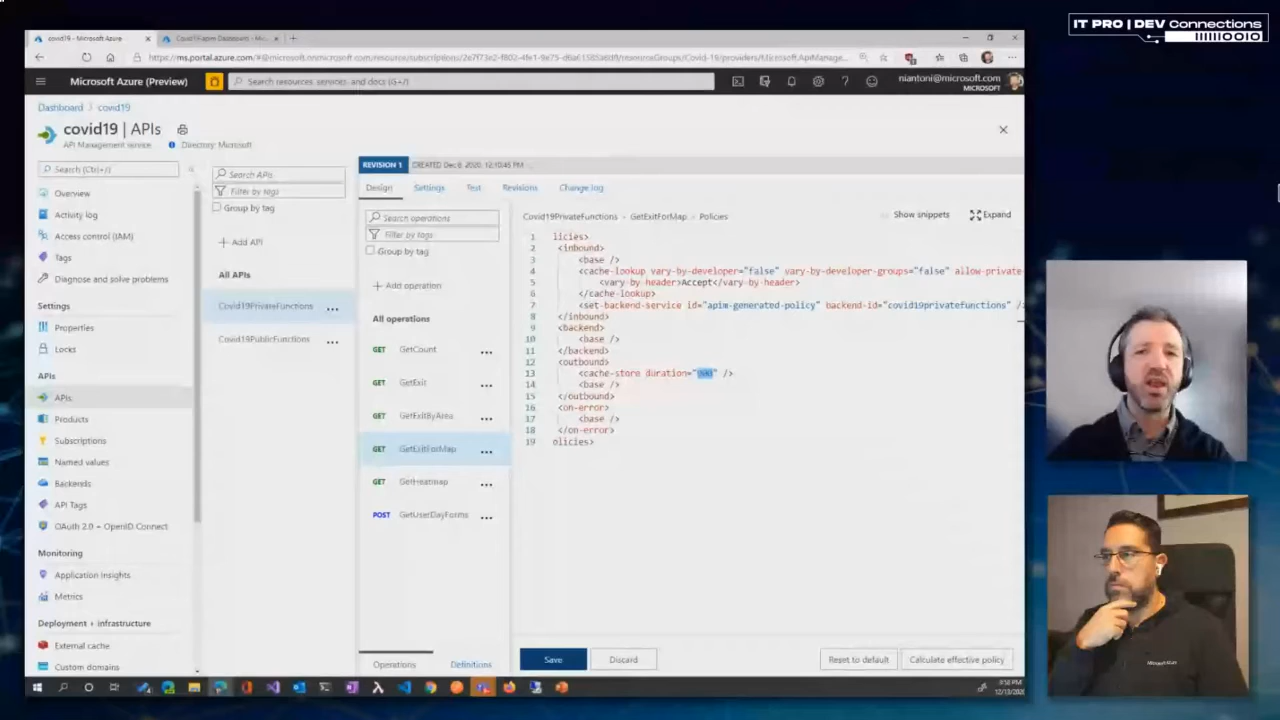 IT PRO | DEV Connections
covid19 - Microsoft Azure
Microsoft Azure (Preview)
Search resources, services, and docs (G+/)
niantoni@microsoft.com
MICROSOFT
Dashboard > covid19
covid19 | APIs
API Management service
Directory: Microsoft
Search (Ctrl+/)
Overview
Activity log
Access control (IAM)
Tags
Diagnose and solve problems
Settings
Properties
Locks
APIs
APIs
Products
Subscriptions
Named values
Backends
API Tags
OAuth 2.0 + OpenID Connect
Monitoring
Application Insights
Metrics
Deployment + infrastructure
External cache
Custom domains
Search APIs
Filter by tags
Group by tag
Add API
All APIs
Covid19PrivateFunctions
Covid19PublicFunctions
REVISION 1
CREATED Dec 6, 2020, 12:10:45 PM
Design
Settings
Test
Revisions
Change log
Search operations
Filter by tags
Group by tag
Add operation
All operations
GET GetCount
GET GetExit
GET GetExitByArea
GET GetExitForMap
GET GetHeatmap
POST GetUserDayForms
Operations
Definitions
Covid19PrivateFunctions > GetExitForMap > Policies
Show snippets
Expand
1 licies>
2 <inbound>
3 <base />
4 <cache-lookup vary-by-developer="false" vary-by-developer-groups="false" allow-private-
5 <vary-by-header>Accept</vary-by-header>
6 </cache-lookup>
7 <set-backend-service id="apim-generated-policy" backend-id="covid19privatefunctions" />
8 </inbound>
9 <backend>
10 <base />
11 </backend>
12 <outbound>
13 <cache-store duration=" " />
14 <base />
15 </outbound>
16 <on-error>
17 <base />
18 </on-error>
19 olicies>
Save
Discard
Reset to default
Calculate effective policy